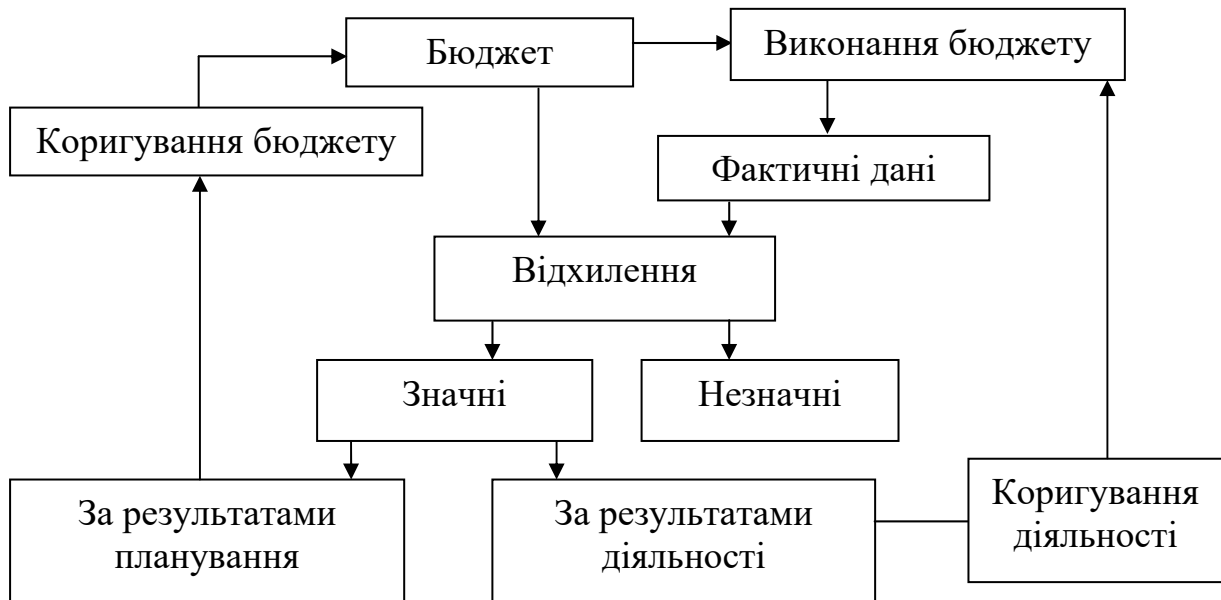 Бюджет
Виконання бюджету
Коригування бюджету
Фактичні дані
Відхилення
Значні
Незначні
За результатами
планування
За результатами
діяльності
Коригування
діяльності